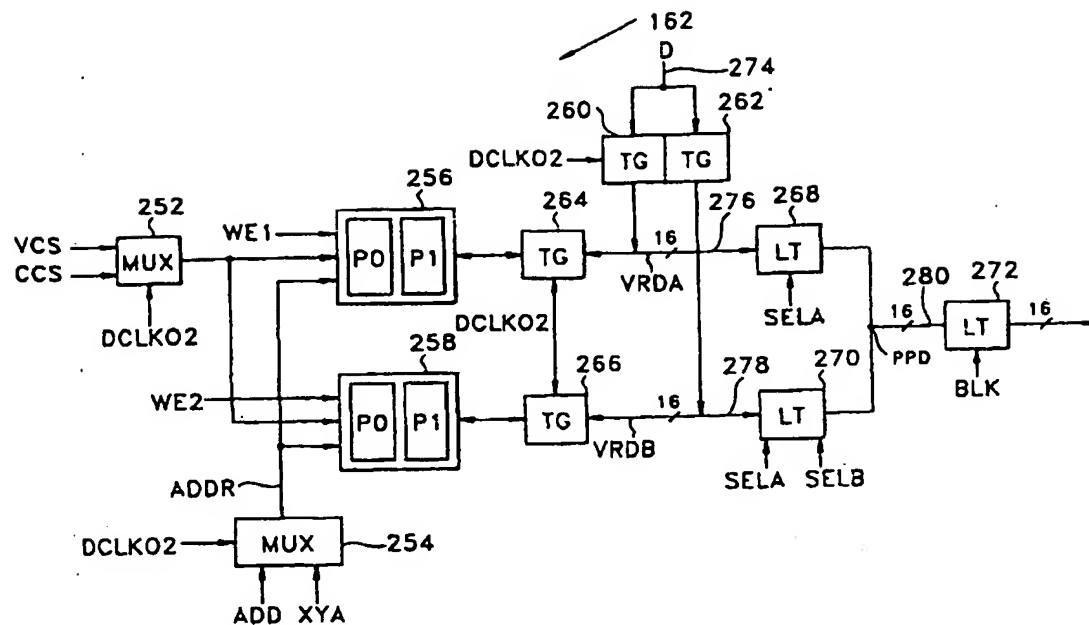 162
D
274
260
262
DCLKO2
TG
TG
252
256
264
276
268
VCS
CCS
MUX
WE1
P0
P1
TG
16
VRDA
LT
SELA
DCLKO2
DCLKO2
280
272
16
16
PPD
LT
BLK
258
266
278
270
WE2
P0
P1
TG
16
VRDB
LT
SELA
SELB
ADDR
DCLKO2
MUX
254
ADD
XYA